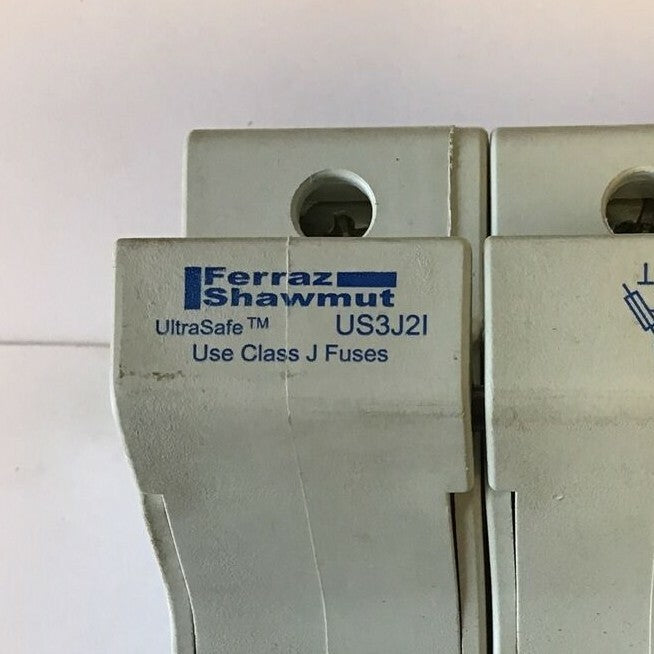 Ferraz
Shawmut
UltraSafe™ US3J2I
Use Class J Fuses